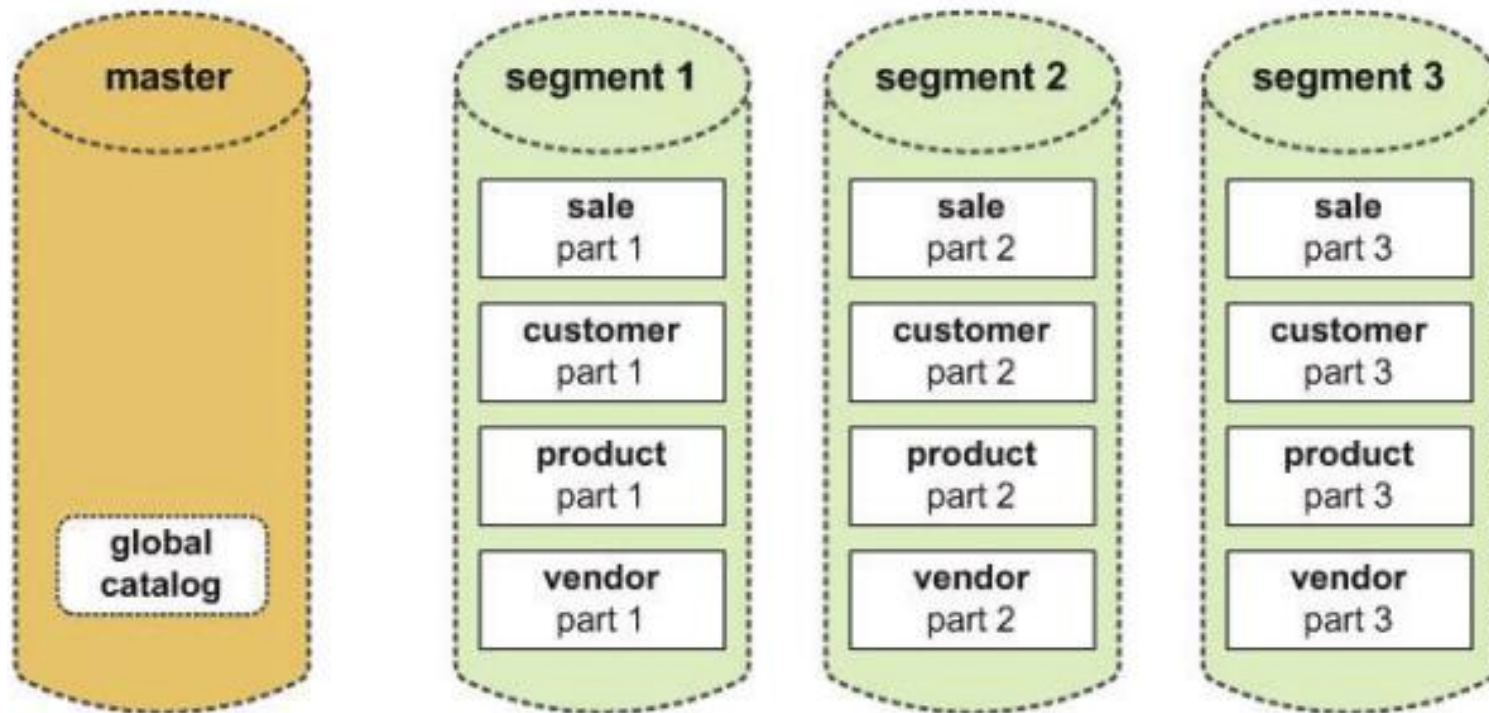 master
segment 1
segment 2
segment 3
sale
part 1
sale
part 2
sale
part 3
customer
part 1
customer
part 2
customer
part 3
product
part 1
product
part 2
product
part 3
global
catalog
vendor
part 1
vendor
part 2
vendor
part 3